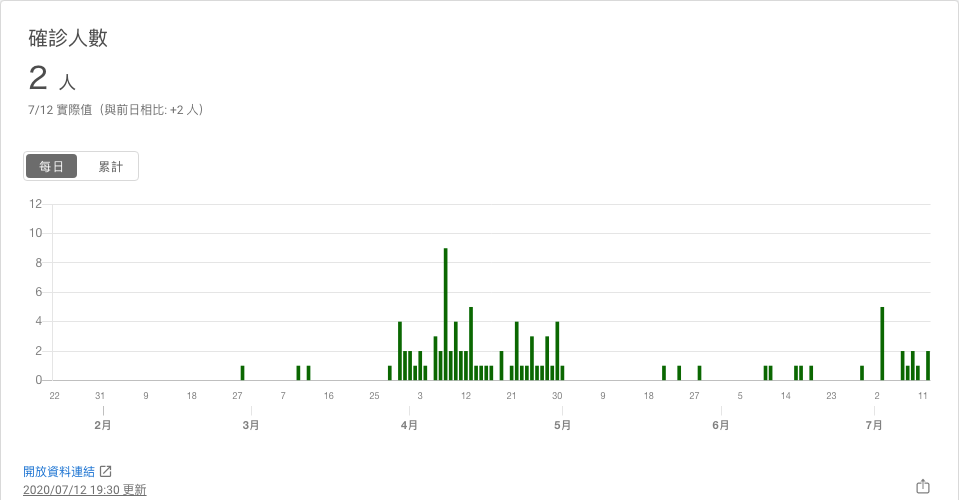 確診人數
2 人
7/12 實際值（與前日相比: +2 人）
每日 累計
12
10
8
6
4
2
0
22 31 9 18 27 7 16 25 3 12 21 30 9 18 27 5 14 23 2 11
2月 3月 4月 5月 6月 7月
開放資料連結
2020/07/12 19:30 更新